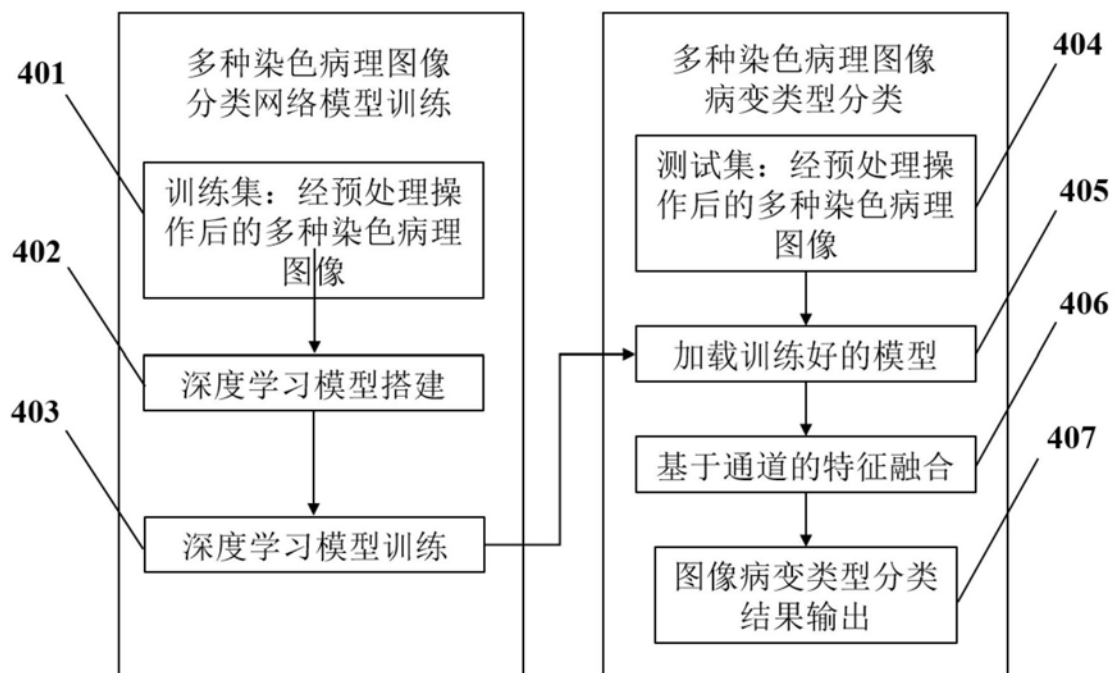 多种染色病理图像
分类网络模型训练
401
训练集：经预处理操
作后的多种染色病理
图像
402
深度学习模型搭建
403
深度学习模型训练
多种染色病理图像
病变类型分类
404
测试集：经预处理操
作后的多种染色病理
图像
405
加载训练好的模型
406
基于通道的特征融合
407
图像病变类型分类
结果输出